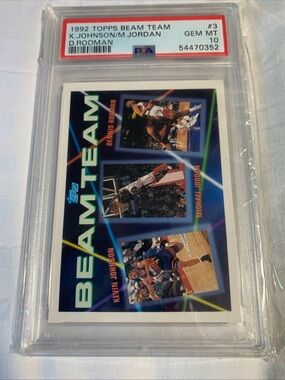 1992 TOPPS BEAM TEAM #3
K.JOHNSON/M.JORDAN GEM MT
D.RODMAN PSA 10
54470352
Topps
BEAM TEAM
DENNIS RODMAN
MICHAEL JORDAN
KEVIN JOHNSON